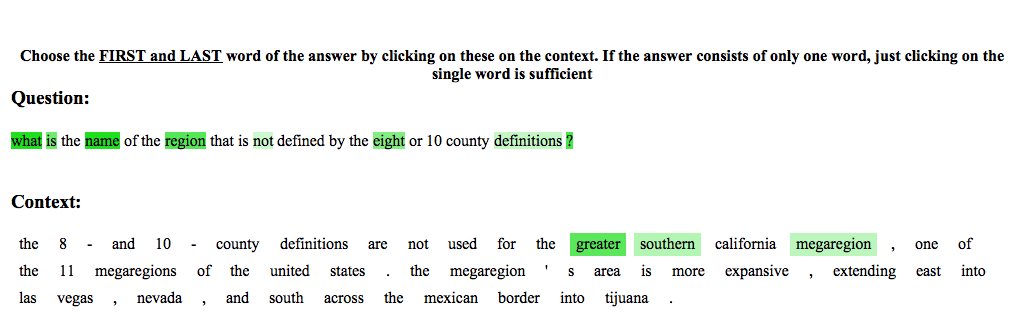 Choose the FIRST and LAST word of the answer by clicking on these on the context. If the answer consists of only one word, just clicking on the
single word is sufficient
Question:
what is the name of the region that is not defined by the eight or 10 county definitions ?
Context:
the 8 - and 10 - county definitions are not used for the greater southern california megaregion , one of
the 11 megaregions of the united states . the megaregion ' s area is more expansive , extending east into
las vegas , nevada , and south across the mexican border into tijuana .